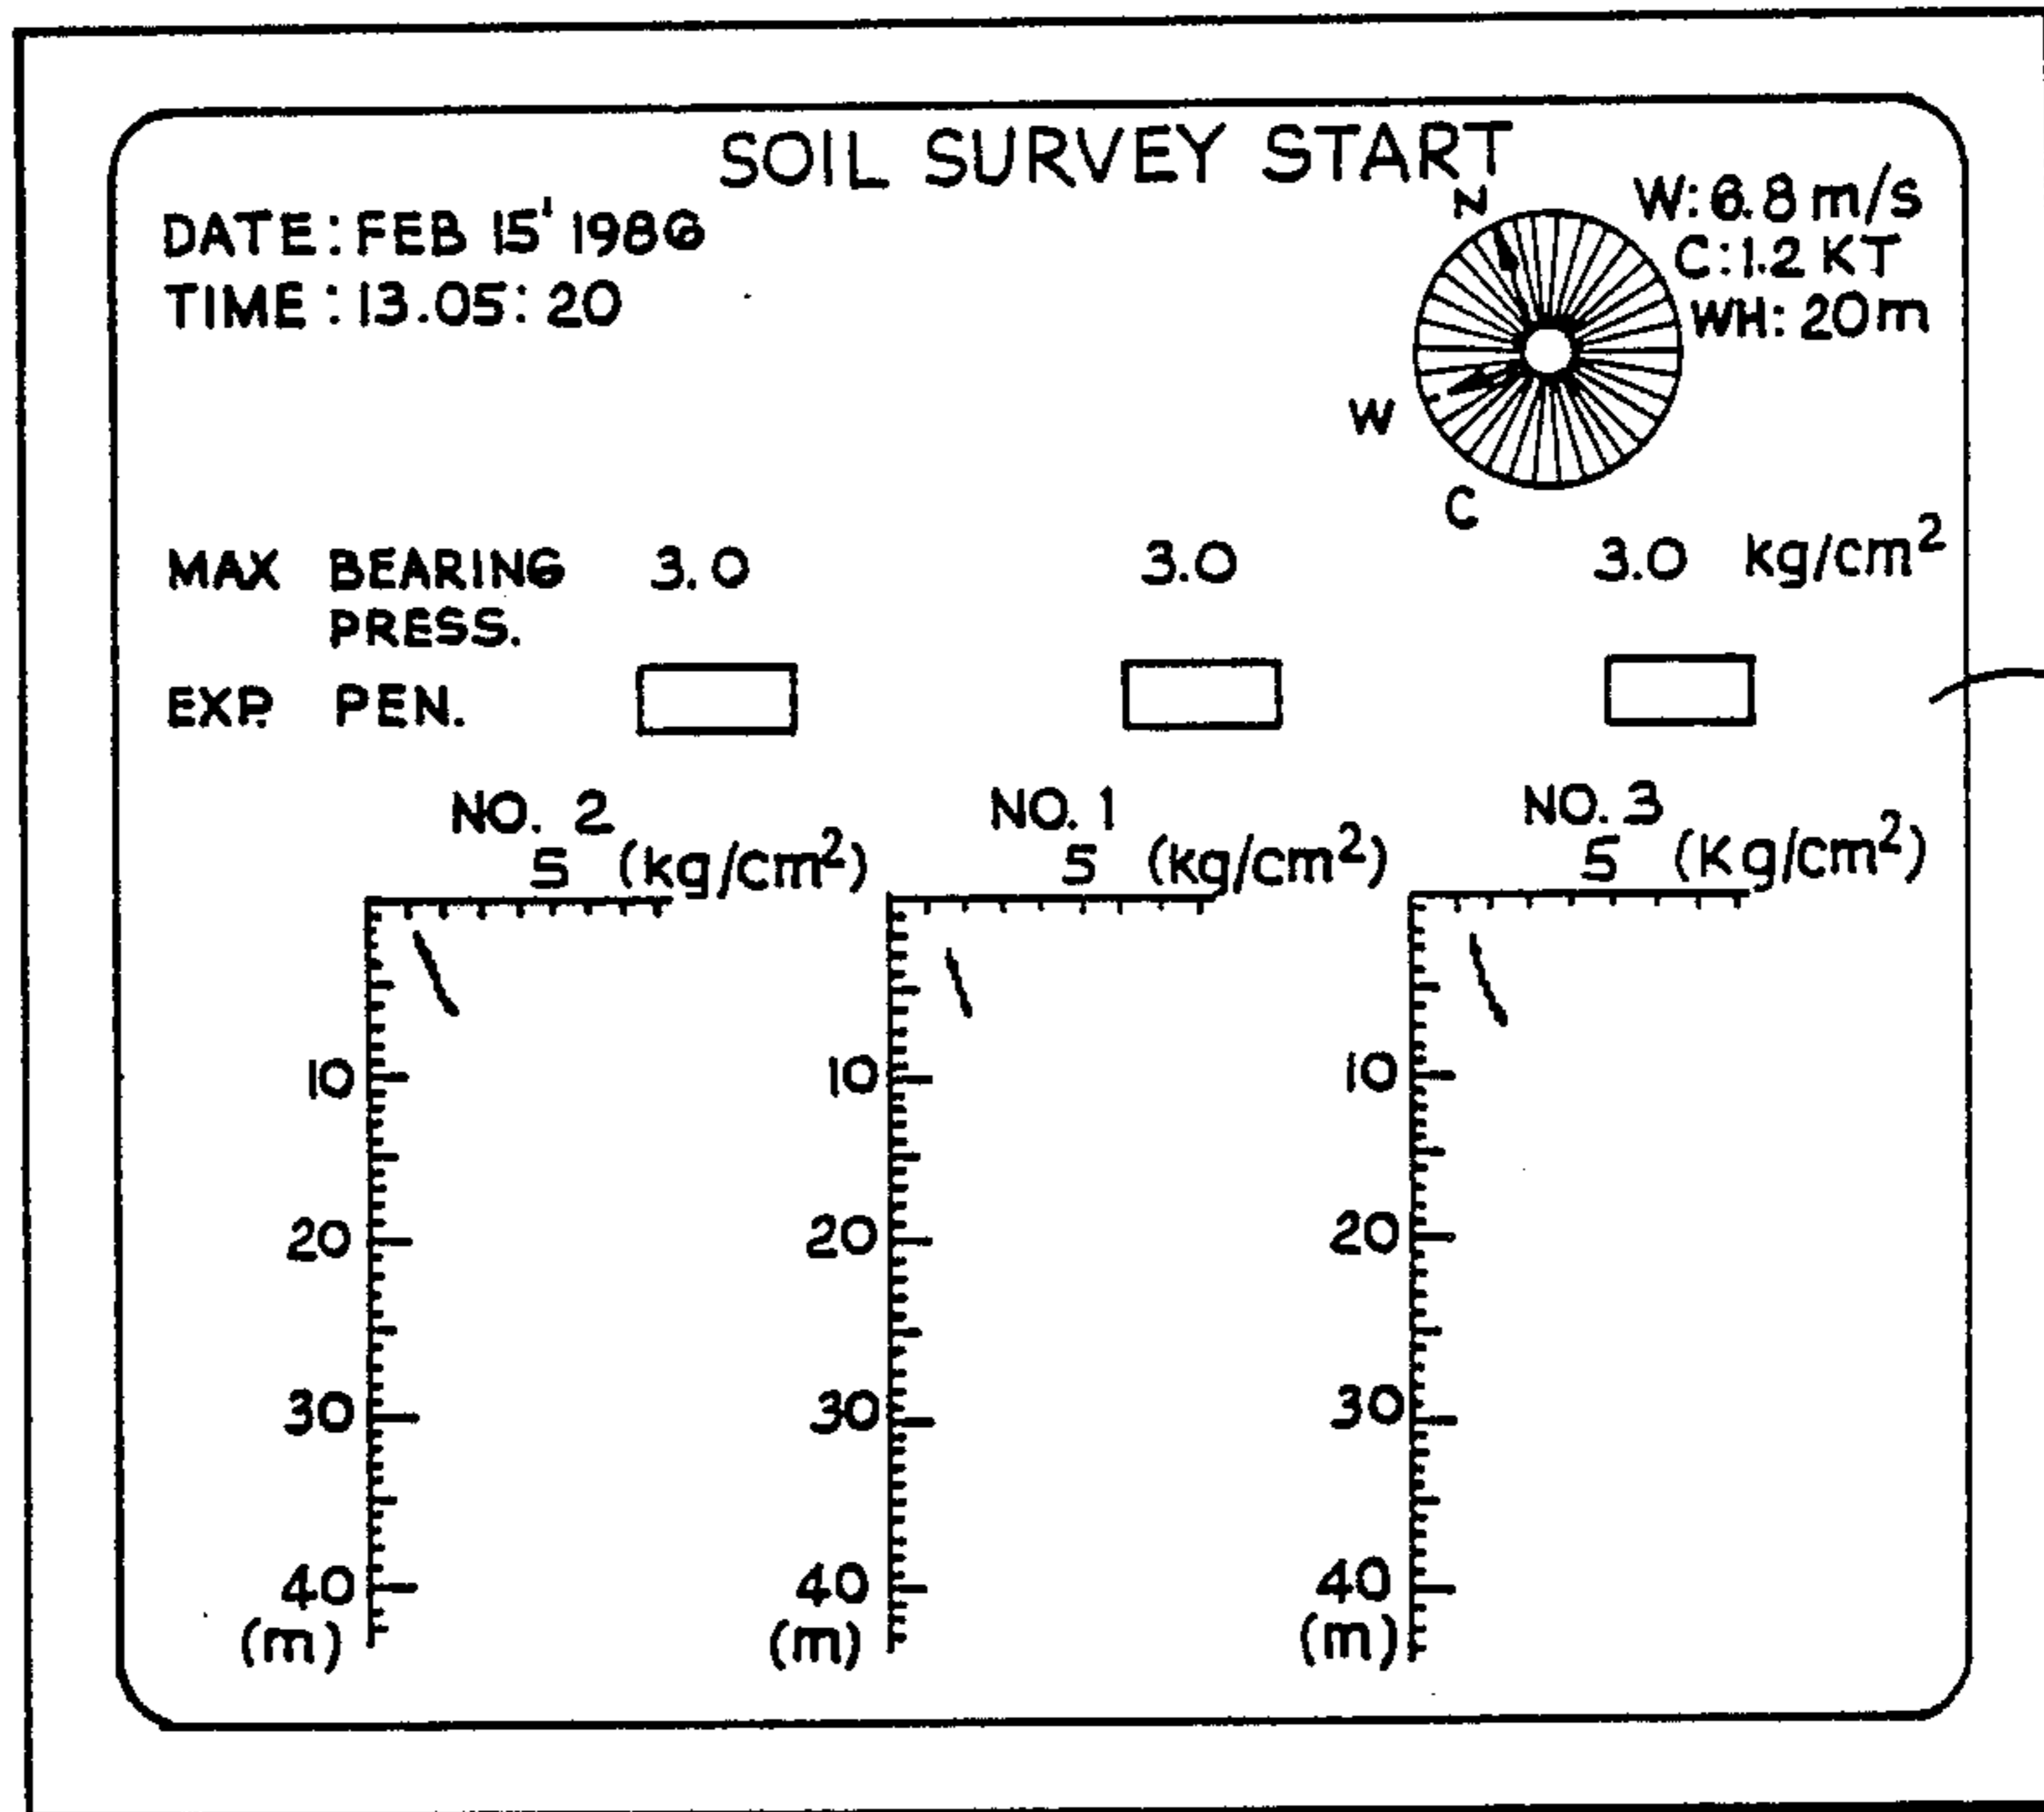 SOIL SURVEY START
DATE: FEB 15' 1986
TIME: 13.05: 20
N
W: 6.8 m/s
C: 1.2 KT
WH: 20m
W
C
MAX BEARING PRESS. 3.0 3.0 3.0 kg/cm²
EXP. PEN.
NO. 2 NO. 1 NO. 3
5 (kg/cm²) 5 (kg/cm²) 5 (Kg/cm²)
10 10 10
20 20 20
30 30 30
40 40 40
(m) (m) (m)